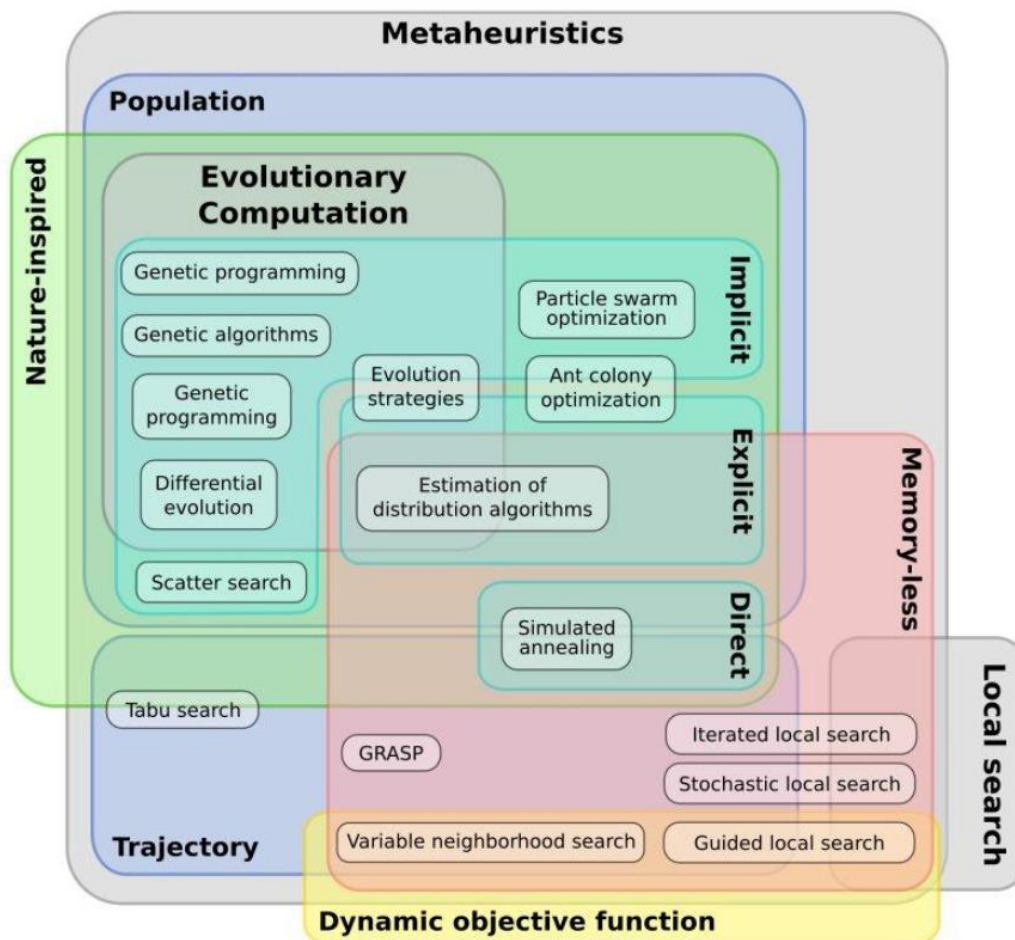 Metaheuristics
Population
Nature-inspired
Evolutionary
Computation
Genetic programming
Implicit
Particle swarm
optimization
Genetic algorithms
Evolution
strategies
Ant colony
optimization
Genetic
programming
Explicit
Memory-less
Differential
evolution
Estimation of
distribution algorithms
Scatter search
Direct
Simulated
annealing
Local search
Tabu search
GRASP
Iterated local search
Stochastic local search
Trajectory
Variable neighborhood search
Guided local search
Dynamic objective function